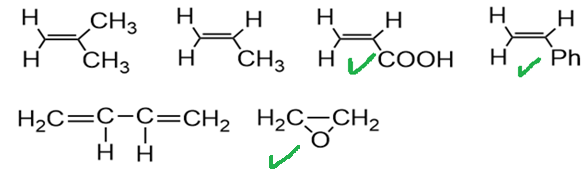 H CH₃ H H H H H H
H CH₃ H CH₃ H COOH H Ph
H₂C=C-C=CH₂ H₂C-CH₂
H H O